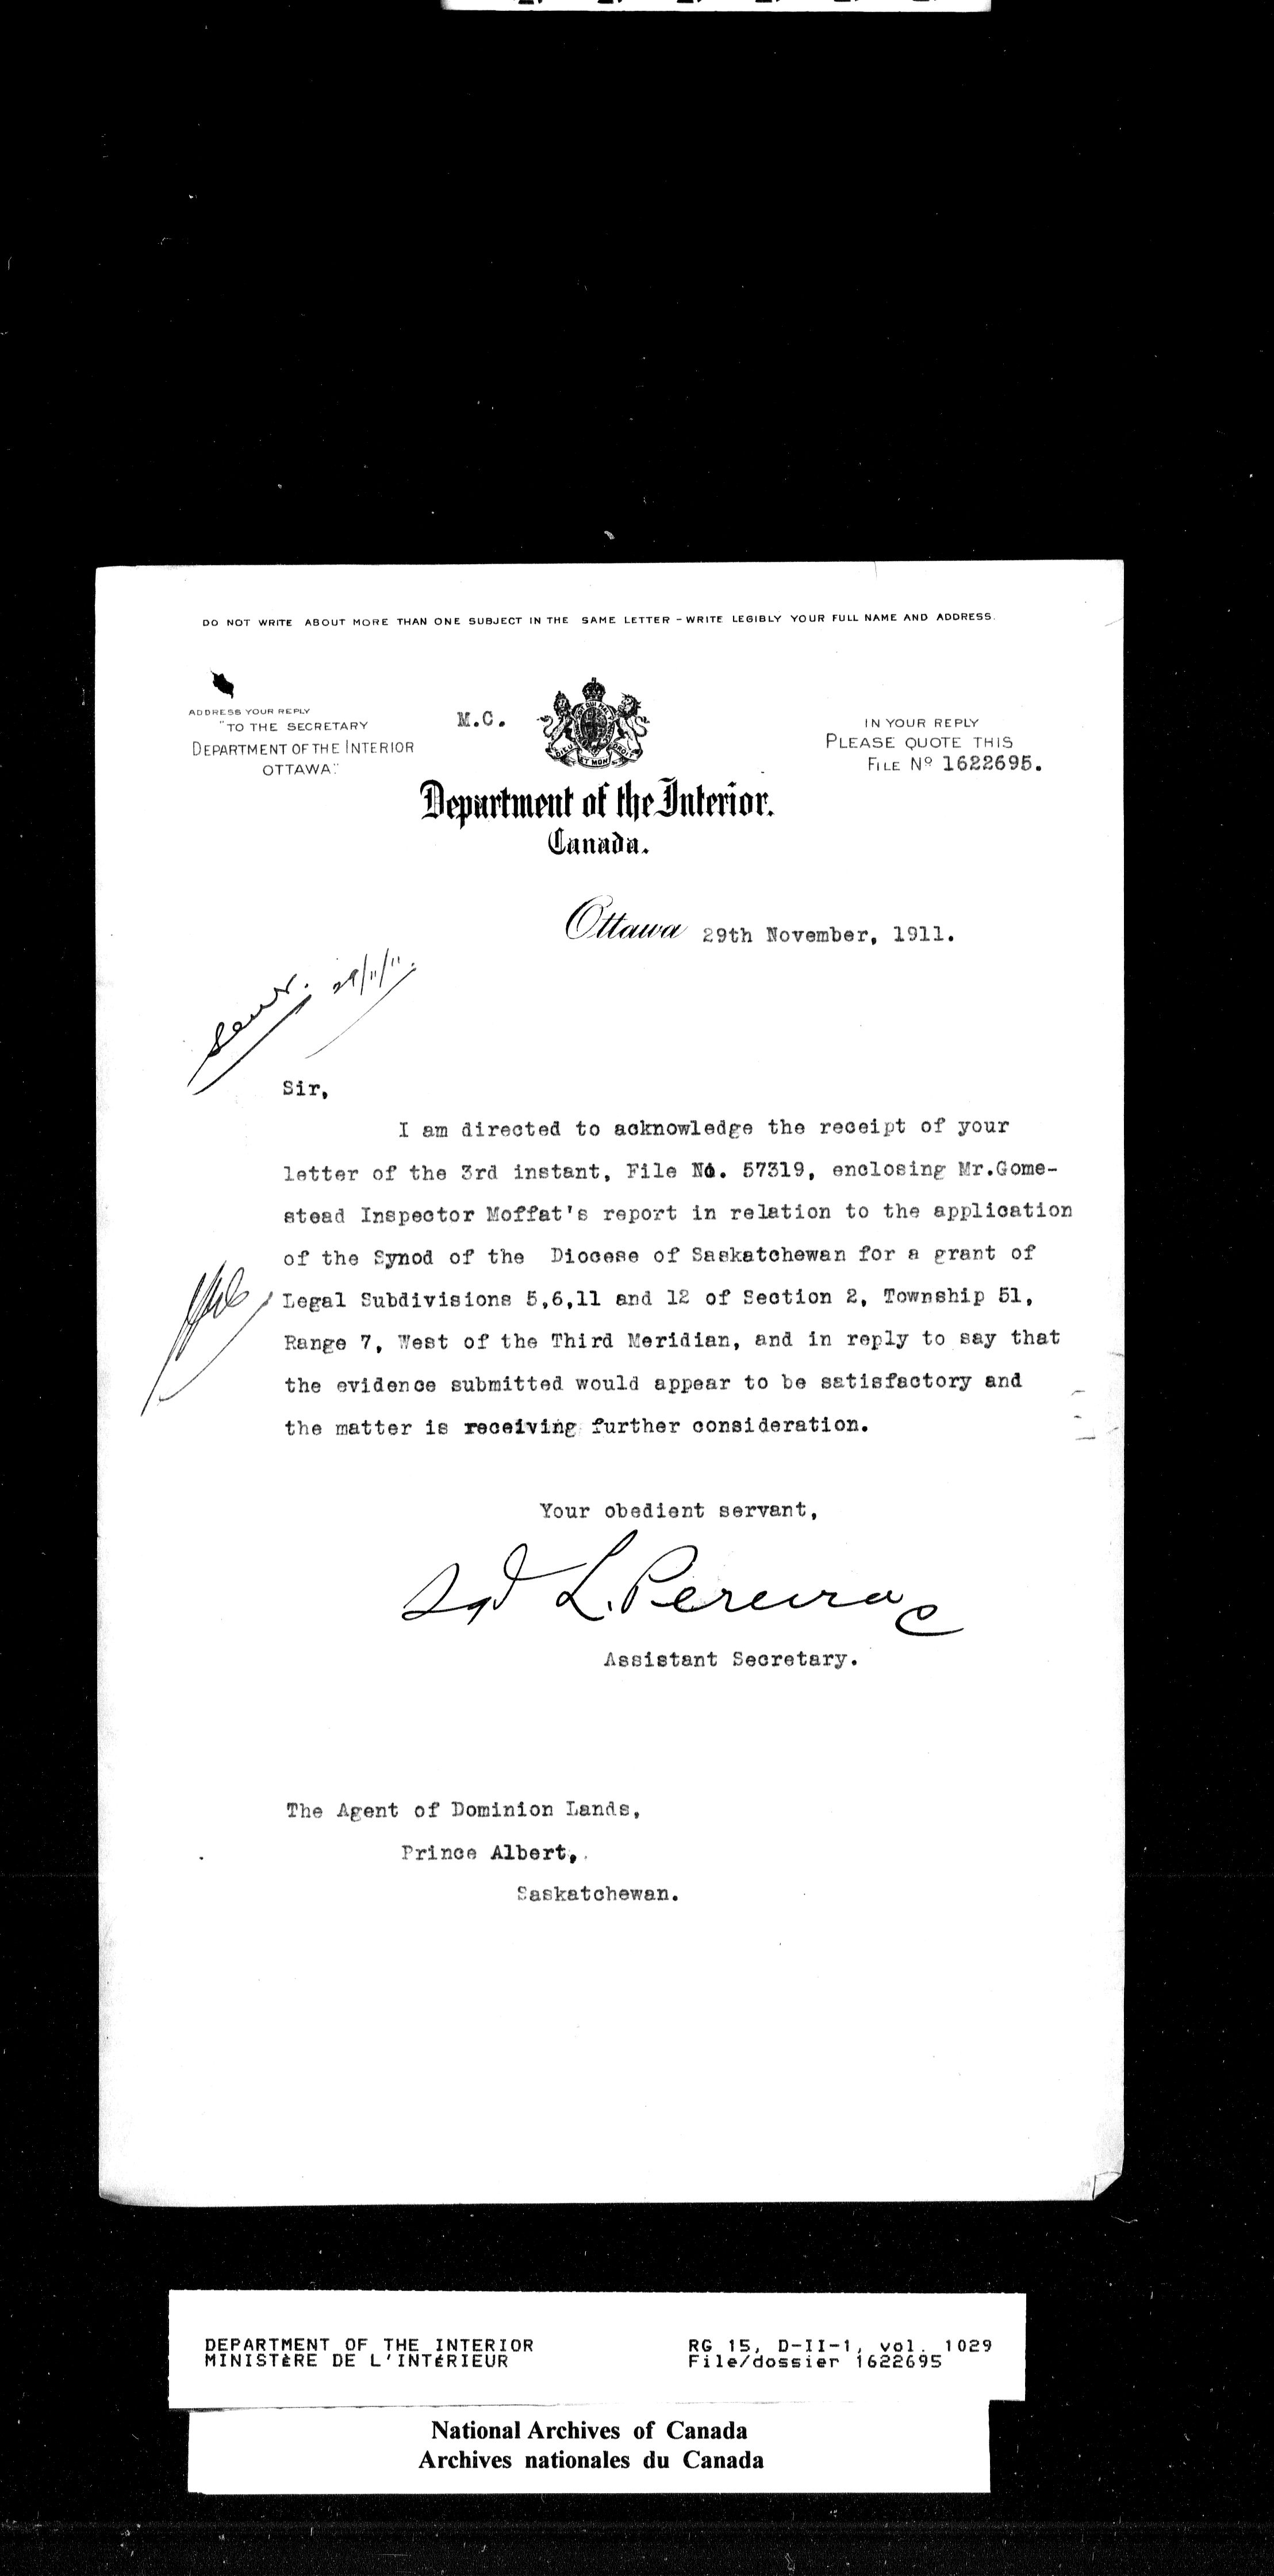 DO NOT WRITE ABOUT MORE THAN ONE SUBJECT IN THE SAME LETTER – WRITE LEGIBLY YOUR FULL NAME AND ADDRESS.
ADDRESS YOUR REPLY
"TO THE SECRETARY
DEPARTMENT OF THE INTERIOR
OTTAWA."
M.C.
IN YOUR REPLY
PLEASE QUOTE THIS
FILE Nº 1622695.
Department of the Interior.
Canada.
Ottawa 29th November, 1911.
29/11/11.
Sir,
I am directed to acknowledge the receipt of your
letter of the 3rd instant, File No. 57319, enclosing Mr.Gome-
stead Inspector Moffat's report in relation to the application
of the Synod of the Diocese of Saskatchewan for a grant of
Legal Subdivisions 5,6,11 and 12 of Section 2, Township 51,
Range 7, West of the Third Meridian, and in reply to say that
the evidence submitted would appear to be satisfactory and
the matter is receiving further consideration.
Your obedient servant,
Sgd L. Pereira
Assistant Secretary.
The Agent of Dominion Lands,
Prince Albert,
Saskatchewan.
DEPARTMENT OF THE INTERIOR
MINISTÈRE DE L'INTÉRIEUR
RG 15, D-II-1, vol. 1029
File/dossier 1622695
National Archives of Canada
Archives nationales du Canada